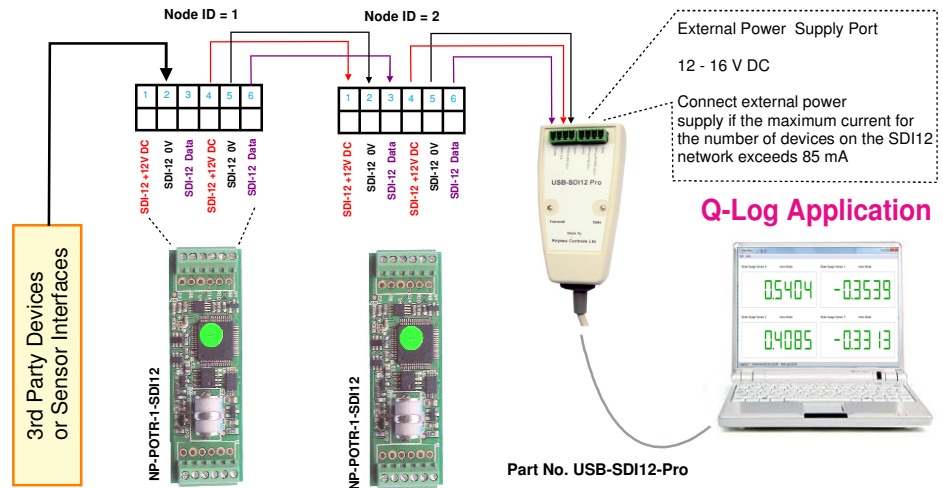 Node ID = 1
Node ID = 2
External Power Supply Port
12 - 16 V DC
Connect external power
supply if the maximum current for
the number of devices on the SDI12
network exceeds 85 mA
1 2 3 4 5 6
1 2 3 4 5 6
SDI-12 +12V DC
SDI-12 0V
SDI-12 Data
SDI-12 +12V DC
SDI-12 0V
SDI-12 Data
SDI-12 +12V DC
SDI-12 0V
SDI-12 Data
SDI-12 +12V DC
SDI-12 0V
SDI-12 Data
USB-SDI12 Pro
Transmit Data
Made By
Keynes Controls Ltd
Q-Log Application
0.5404 -0.3539
0.4085 -0.3313
3rd Party Devices
or Sensor Interfaces
NP-POTR-1-SDI12
NP-POTR-1-SDI12
Part No. USB-SDI12-Pro